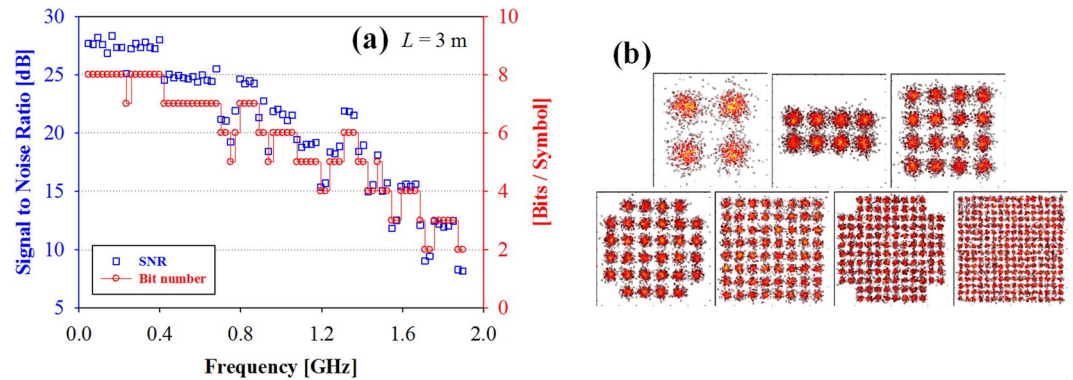 (a)
L = 3 m
Signal to Noise Ratio [dB]
30
25
20
15
10
5
SNR
Bit number
0.0
0.4
0.8
1.2
1.6
2.0
Frequency [GHz]
10
8
6
4
2
0
[Bits / Symbol]
(b)